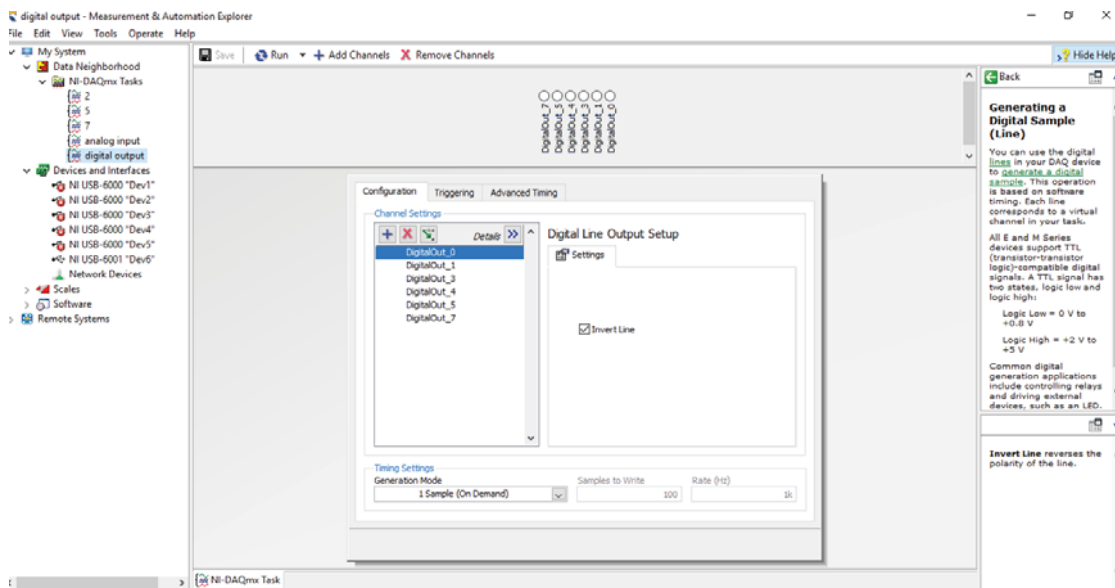 digital output - Measurement & Automation Explorer
File Edit View Tools Operate Help
My System
Data Neighborhood
NI-DAQmx Tasks
2
5
7
analog input
digital output
Devices and Interfaces
NI USB-6000 "Dev1"
NI USB-6000 "Dev2"
NI USB-6000 "Dev3"
NI USB-6000 "Dev4"
NI USB-6000 "Dev5"
NI USB-6001 "Dev6"
Network Devices
Scales
Software
Remote Systems
Save Run Add Channels Remove Channels Hide Help
DigitalOut_7
DigitalOut_5
DigitalOut_4
DigitalOut_3
DigitalOut_1
DigitalOut_0
Configuration Triggering Advanced Timing
Channel Settings
Details
DigitalOut_0
DigitalOut_1
DigitalOut_3
DigitalOut_4
DigitalOut_5
DigitalOut_7
Digital Line Output Setup
Settings
Invert Line
Timing Settings
Generation Mode
1 Sample (On Demand)
Samples to Write
100
Rate (Hz)
1k
NI-DAQmx Task
Back
Generating a
Digital Sample
(Line)
You can use the digital
lines in your DAQ device
to generate a digital
sample. This operation
is based on software
timing. Each line
corresponds to a virtual
channel in your task.
All E and M Series
devices support TTL
(transistor-transistor
logic)-compatible digital
signals. A TTL signal has
two states, logic low and
logic high:
Logic Low = 0 V to
+0.8 V
Logic High = +2 V to
+5 V
Common digital
generation applications
include controlling relays
and driving external
devices, such as an LED.
Invert Line reverses the
polarity of the line.